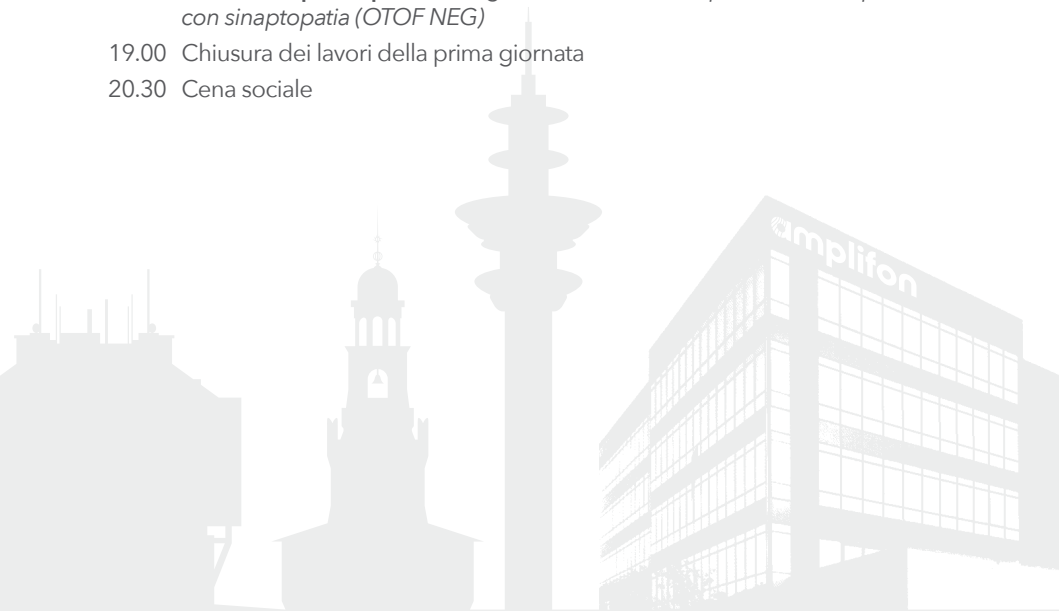 con sinaptopatia (OTOF NEG)
19.00 Chiusura dei lavori della prima giornata
20.30 Cena sociale
amplifon